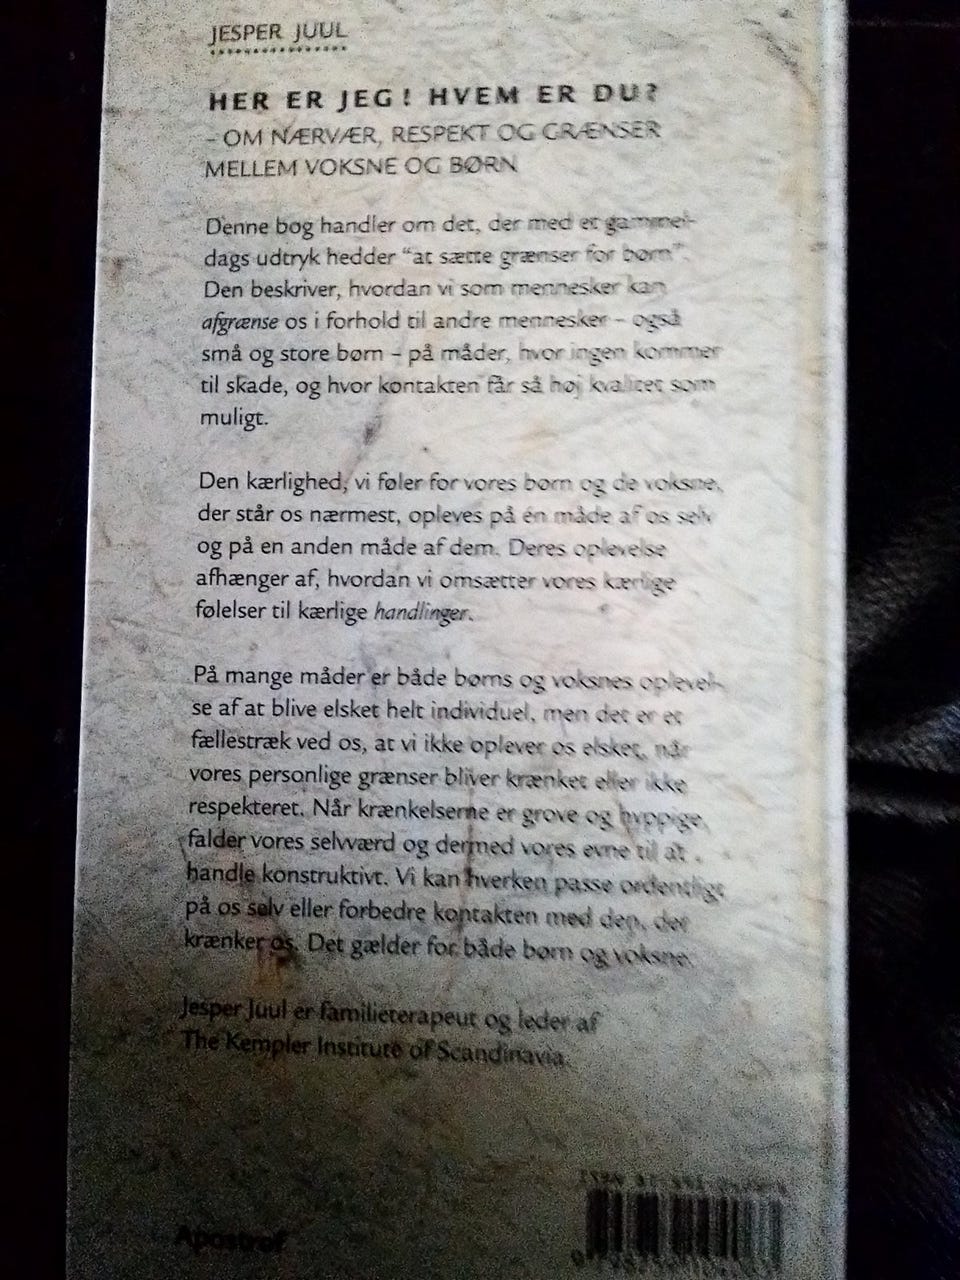 JESPER JUUL
HER ER JEG! HVEM ER DU?
– OM NÆRVÆR, RESPEKT OG GRÆNSER
MELLEM VOKSNE OG BØRN
Denne bog handler om det, der med et gammel-
dags udtryk hedder “at sætte grænser for børn”.
Den beskriver, hvordan vi som mennesker kan
afgrænse os i forhold til andre mennesker – også
små og store børn – på måder, hvor ingen kommer
til skade, og hvor kontakten får så høj kvalitet som
muligt.
Den kærlighed, vi føler for vores børn og de voksne,
der står os nærmest, opleves på én måde af os selv
og på en anden måde af dem. Deres oplevelse
afhænger af, hvordan vi omsætter vores kærlige
følelser til kærlige handlinger.
På mange måder er både børns og voksnes oplevel-
se af at blive elsket helt individuel, men det er et
fællestræk ved os, at vi ikke oplever os elsket, når
vores personlige grænser bliver krænket eller ikke
respekteret. Når krænkelserne er grove og hyppige,
falder vores selvværd og dermed vores evne til at
handle konstruktivt. Vi kan hverken passe ordentligt
på os selv eller forbedre kontakten med den, der
krænker os. Det gælder for både børn og voksne.
Jesper Juul er familieterapeut og leder af
The Kempler Institute of Scandinavia.
ISBN
Apostrof